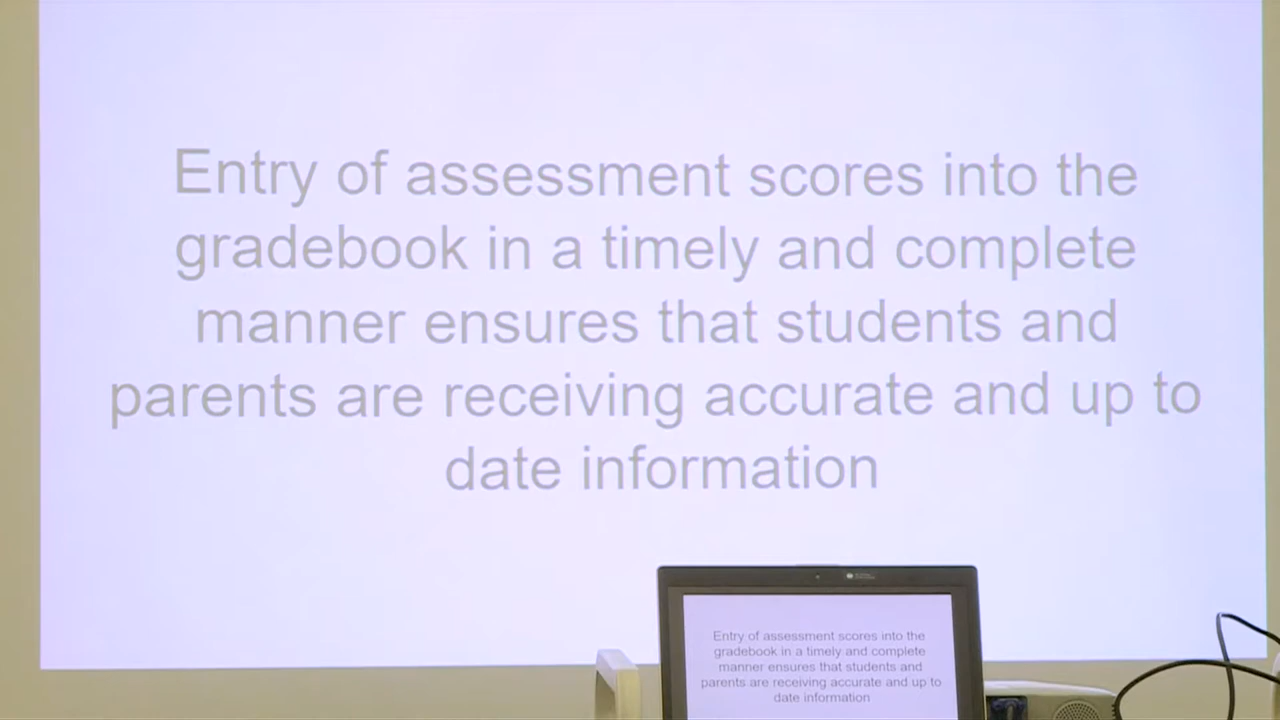 Entry of assessment scores into the
gradebook in a timely and complete
manner ensures that students and
parents are receiving accurate and up to
date information
Entry of assessment scores into the
gradebook in a timely and complete
manner ensures that students and
parents are receiving accurate and up to
date information